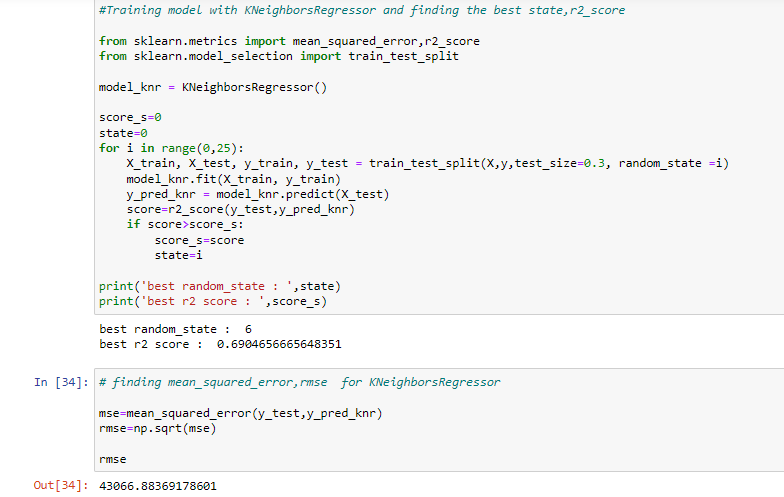 #Training model with KNeighborsRegressor and finding the best state,r2_score
from sklearn.metrics import mean_squared_error,r2_score
from sklearn.model_selection import train_test_split
model_knr = KNeighborsRegressor()
score_s=0
state=0
for i in range(0,25):
    X_train, X_test, y_train, y_test = train_test_split(X,y,test_size=0.3, random_state =i)
    model_knr.fit(X_train, y_train)
    y_pred_knr = model_knr.predict(X_test)
    score=r2_score(y_test,y_pred_knr)
    if score>score_s:
        score_s=score
        state=i
print('best random_state : ',state)
print('best r2 score : ',score_s)
best random_state :  6
best r2 score :  0.6904656665648351
In [34]: # finding mean_squared_error,rmse  for KNeighborsRegressor
mse=mean_squared_error(y_test,y_pred_knr)
rmse=np.sqrt(mse)
rmse
Out[34]: 43066.88369178601